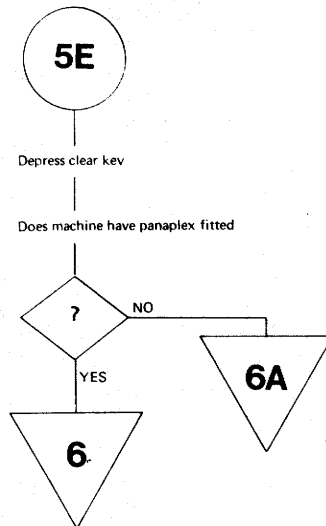 5E
Depress clear kev
Does machine have panaplex fitted
?
NO
6A
YES
6